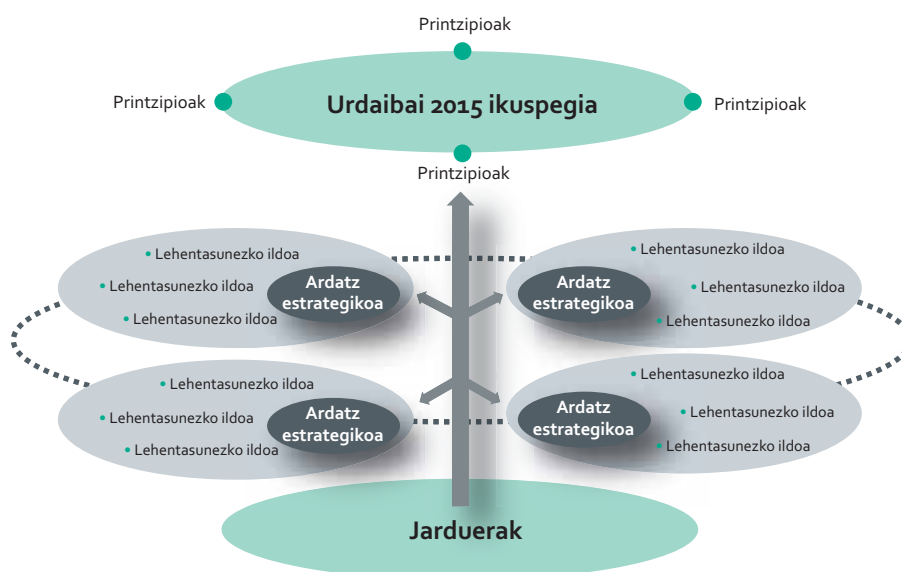 Printzipioak
Printzipioak
Urdaibai 2015 ikuspegia
Printzipioak
Printzipioak
• Lehentasunezko ildoa
• Lehentasunezko ildoa
• Lehentasunezko ildoa
Ardatz
estrategikoa
• Lehentasunezko ildoa
• Lehentasunezko ildoa
• Lehentasunezko ildoa
Ardatz
estrategikoa
• Lehentasunezko ildoa
• Lehentasunezko ildoa
• Lehentasunezko ildoa
Ardatz
estrategikoa
• Lehentasunezko ildoa
• Lehentasunezko ildoa
• Lehentasunezko ildoa
Ardatz
estrategikoa
Jarduerak